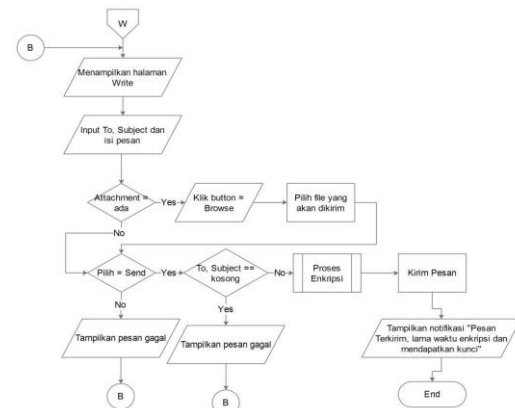 W
B
Menampilkan halaman
Write
Input To, Subject dan
isi pesan
Attachment =
ada
Yes
Klik button =
Browse
Pilih file yang
akan dikirim
No
Pilih = Send
Yes
To, Subject ==
kosong
No
Proses
Enkripsi
Kirim Pesan
No
Yes
Tampilkan pesan gagal
Tampilkan pesan gagal
Tampilkan notifikasi "Pesan
Terkirim, lama waktu enkripsi dan
mendapatkan kunci"
B
B
End